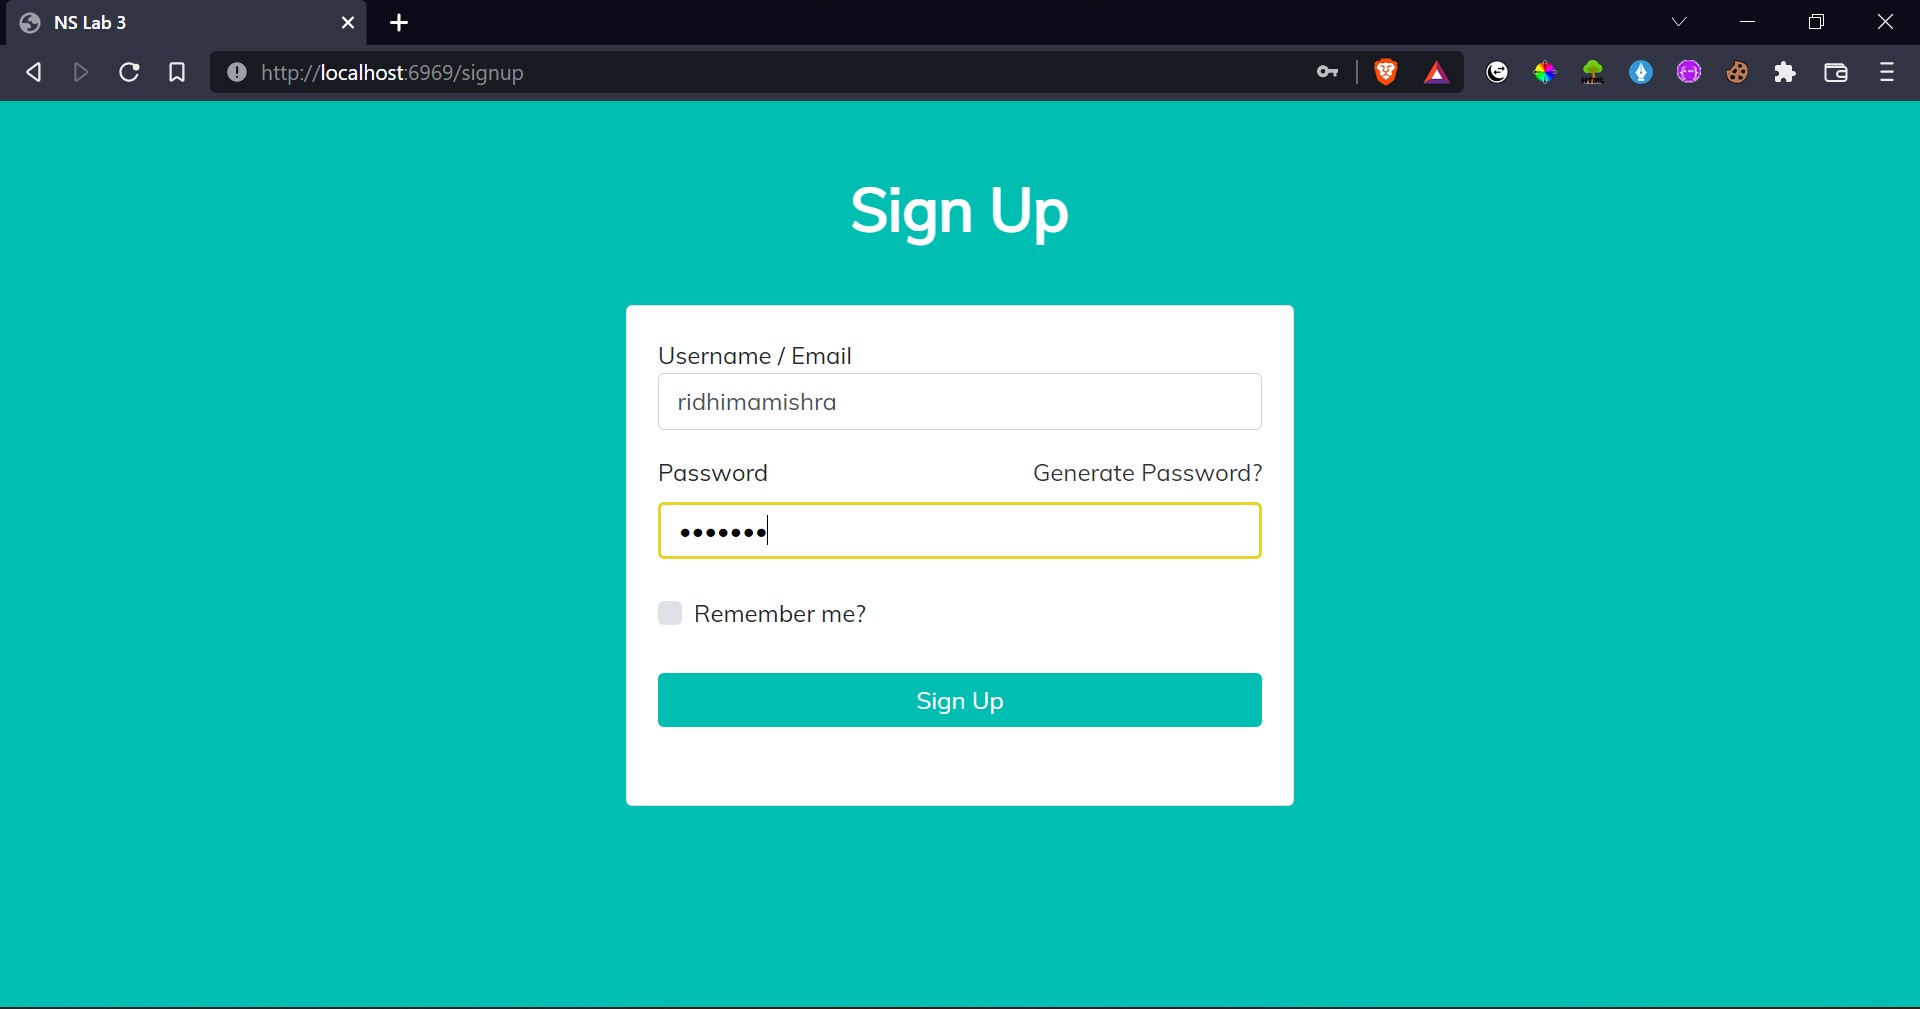 NS Lab 3
http://localhost:6969/signup
HTML
Sign Up
Username / Email
ridhimamishra
Password
Generate Password?
•••••••
Remember me?
Sign Up